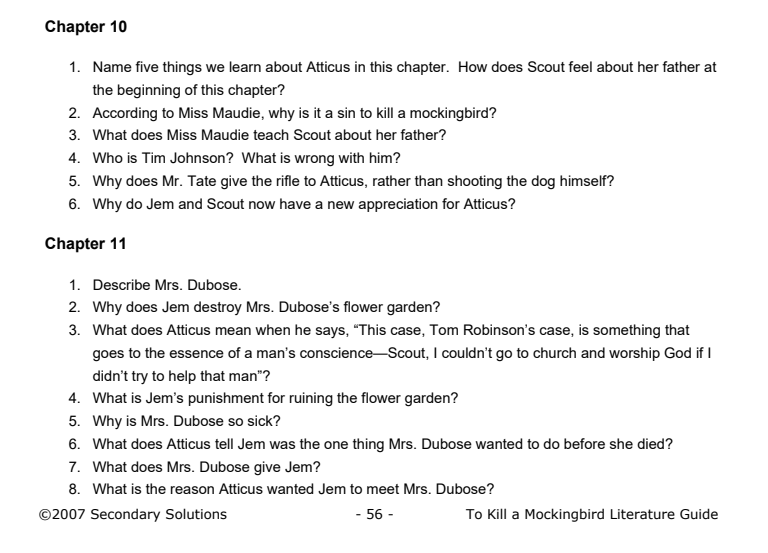 Chapter 10
1. Name five things we learn about Atticus in this chapter.  How does Scout feel about her father at
the beginning of this chapter?
2. According to Miss Maudie, why is it a sin to kill a mockingbird?
3. What does Miss Maudie teach Scout about her father?
4. Who is Tim Johnson?  What is wrong with him?
5. Why does Mr. Tate give the rifle to Atticus, rather than shooting the dog himself?
6. Why do Jem and Scout now have a new appreciation for Atticus?
Chapter 11
1. Describe Mrs. Dubose.
2. Why does Jem destroy Mrs. Dubose’s flower garden?
3. What does Atticus mean when he says, “This case, Tom Robinson’s case, is something that
goes to the essence of a man’s conscience—Scout, I couldn’t go to church and worship God if I
didn’t try to help that man”?
4. What is Jem’s punishment for ruining the flower garden?
5. Why is Mrs. Dubose so sick?
6. What does Atticus tell Jem was the one thing Mrs. Dubose wanted to do before she died?
7. What does Mrs. Dubose give Jem?
8. What is the reason Atticus wanted Jem to meet Mrs. Dubose?
©2007 Secondary Solutions - 56 - To Kill a Mockingbird Literature Guide